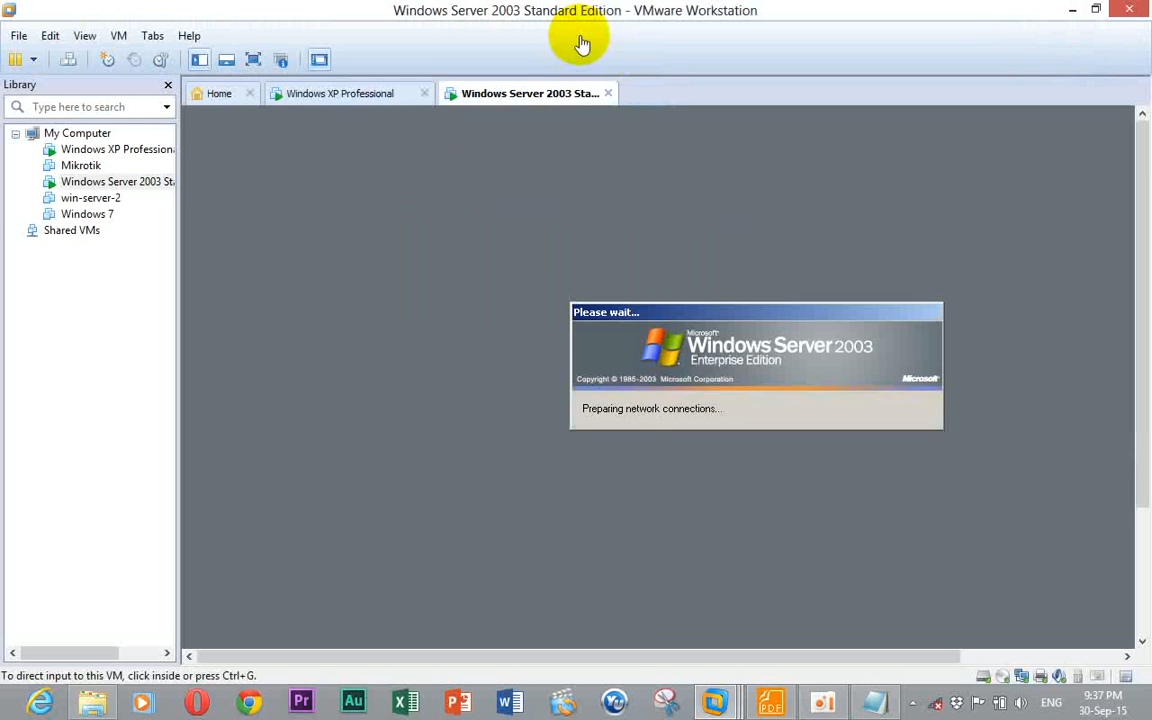 Windows Server 2003 Standard Edition - VMware Workstation
File Edit View VM Tabs Help
Library
Type here to search
Home
Windows XP Professional
Windows Server 2003 Sta...
My Computer
Windows XP Profession
Mikrotik
Windows Server 2003 St
win-server-2
Windows 7
Shared VMs
Please wait...
Microsoft
Windows Server 2003
Enterprise Edition
Copyright © 1985-2003 Microsoft Corporation
Microsoft
Preparing network connections...
To direct input to this VM, click inside or press Ctrl+G.
Pr
Au
PDF
ENG
9:37 PM
30-Sep-15